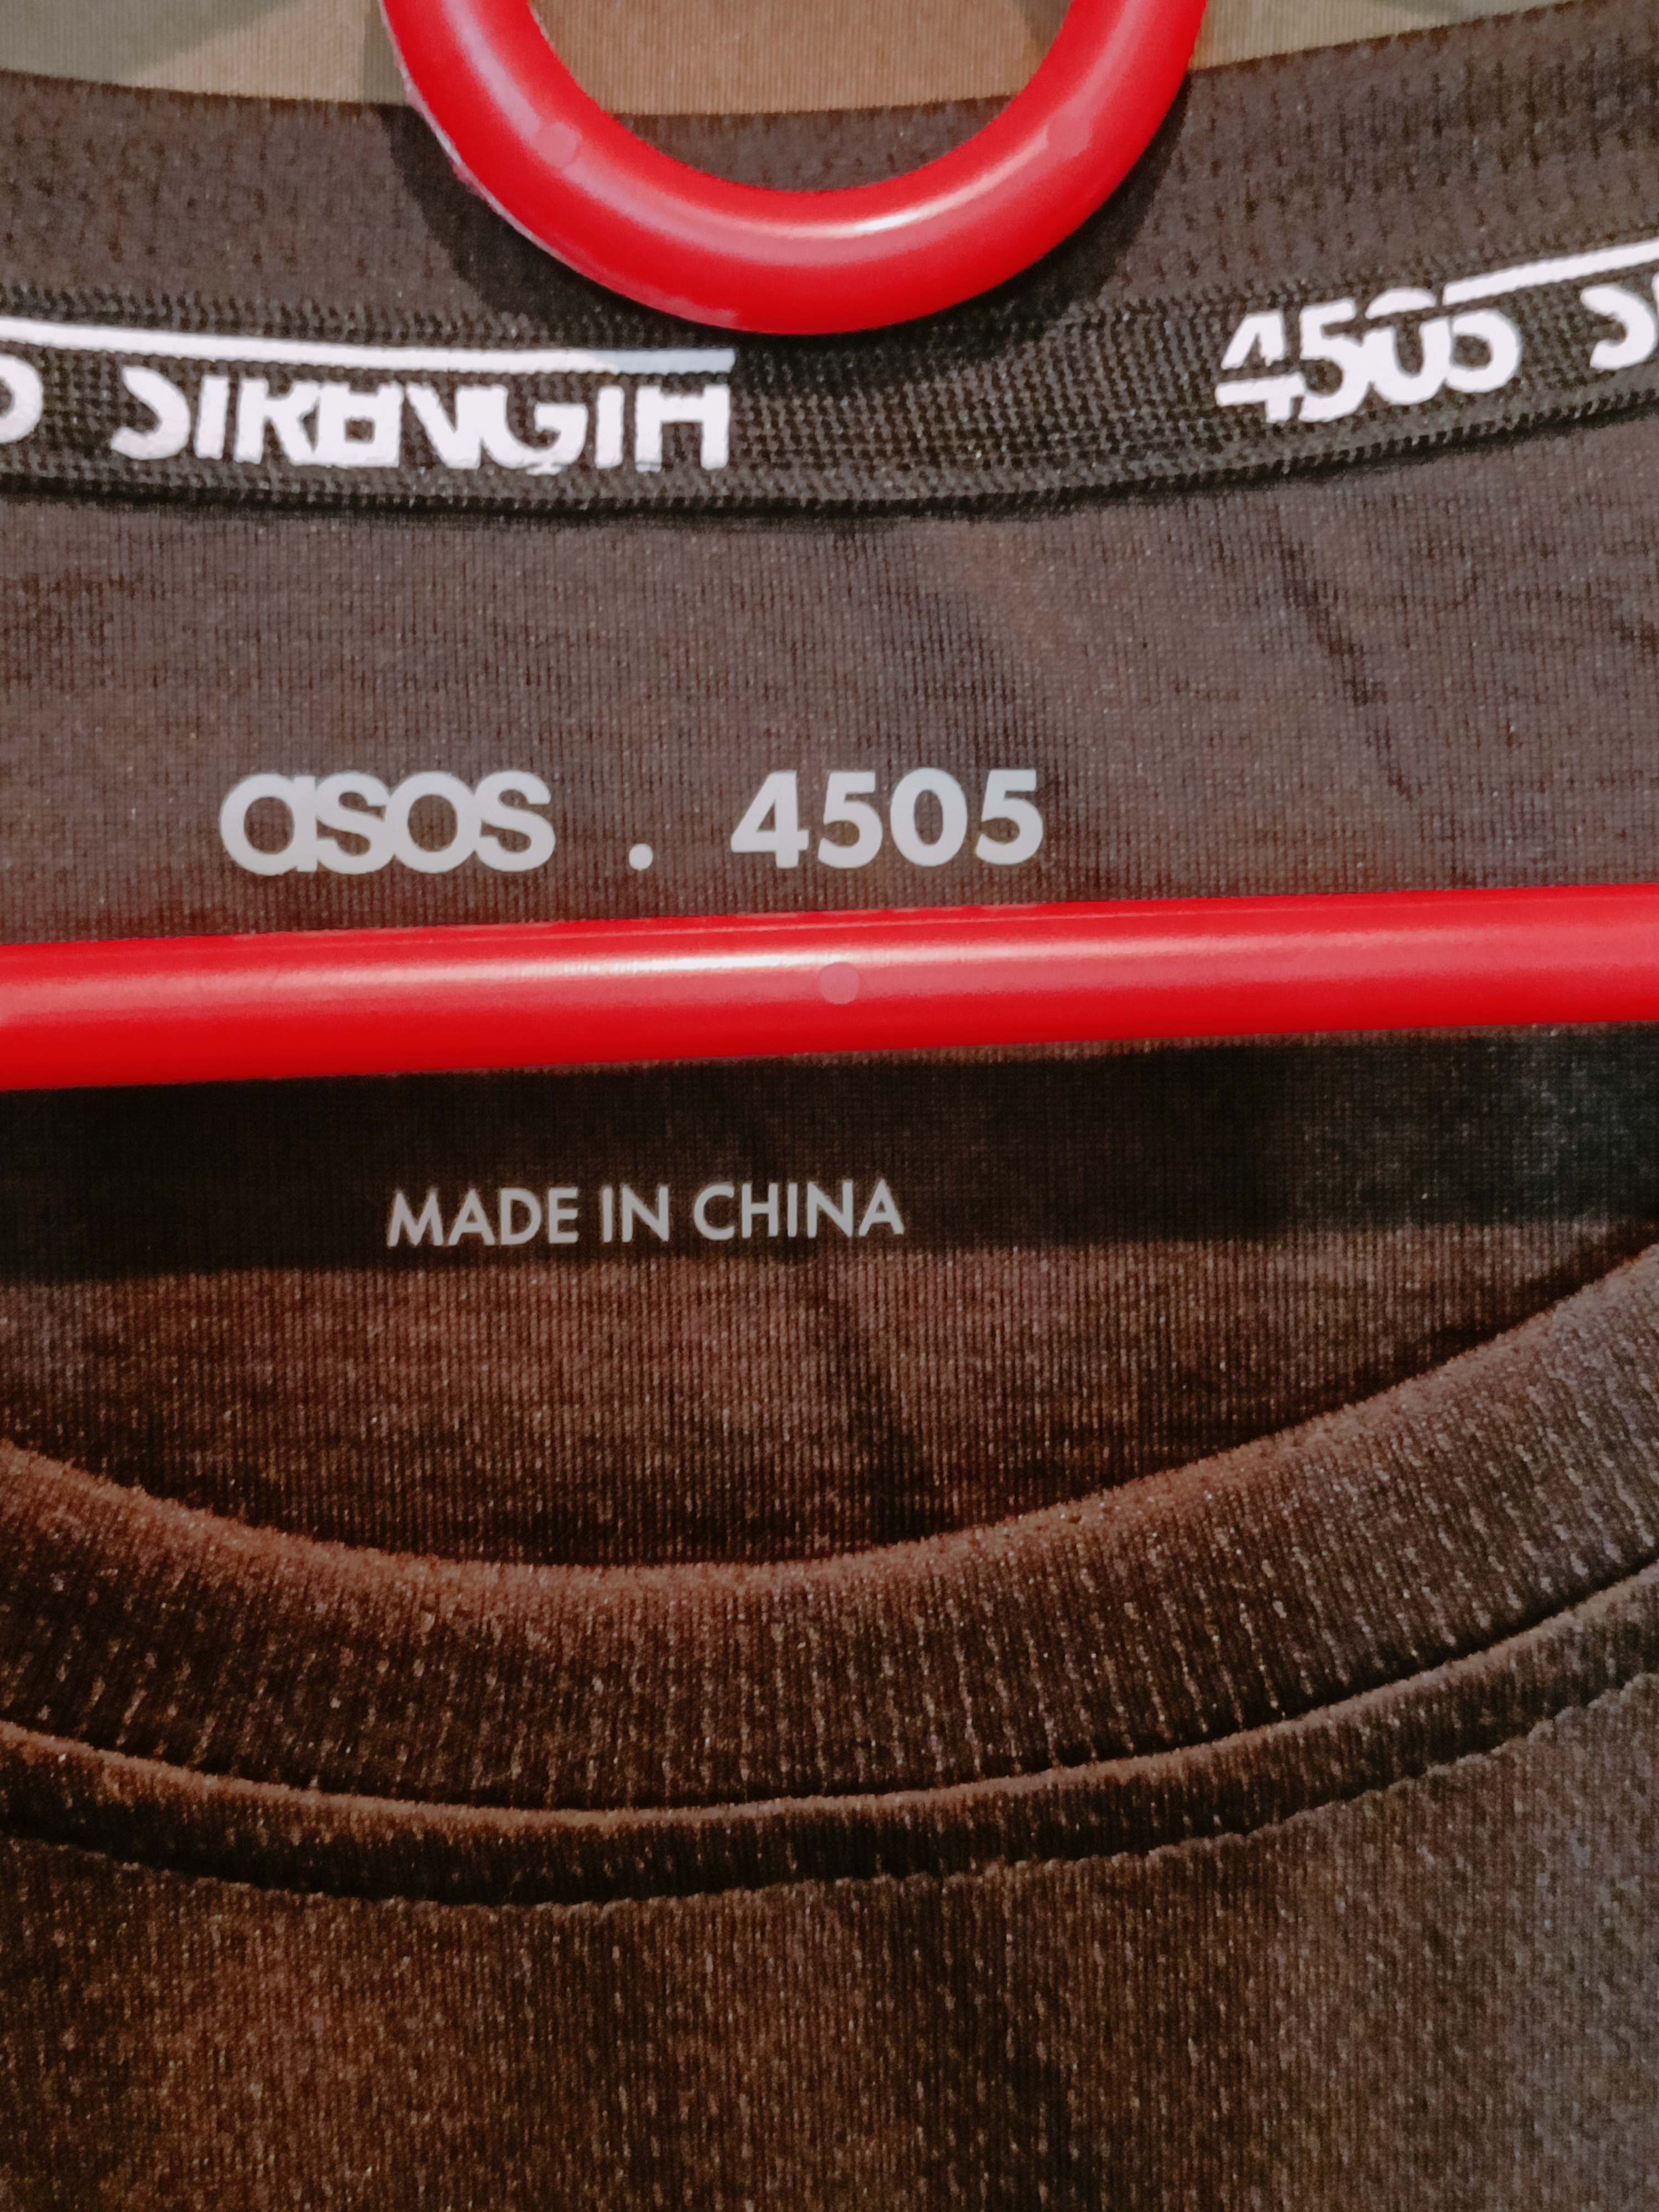 STRENGTH 4505
asos . 4505
MADE IN CHINA